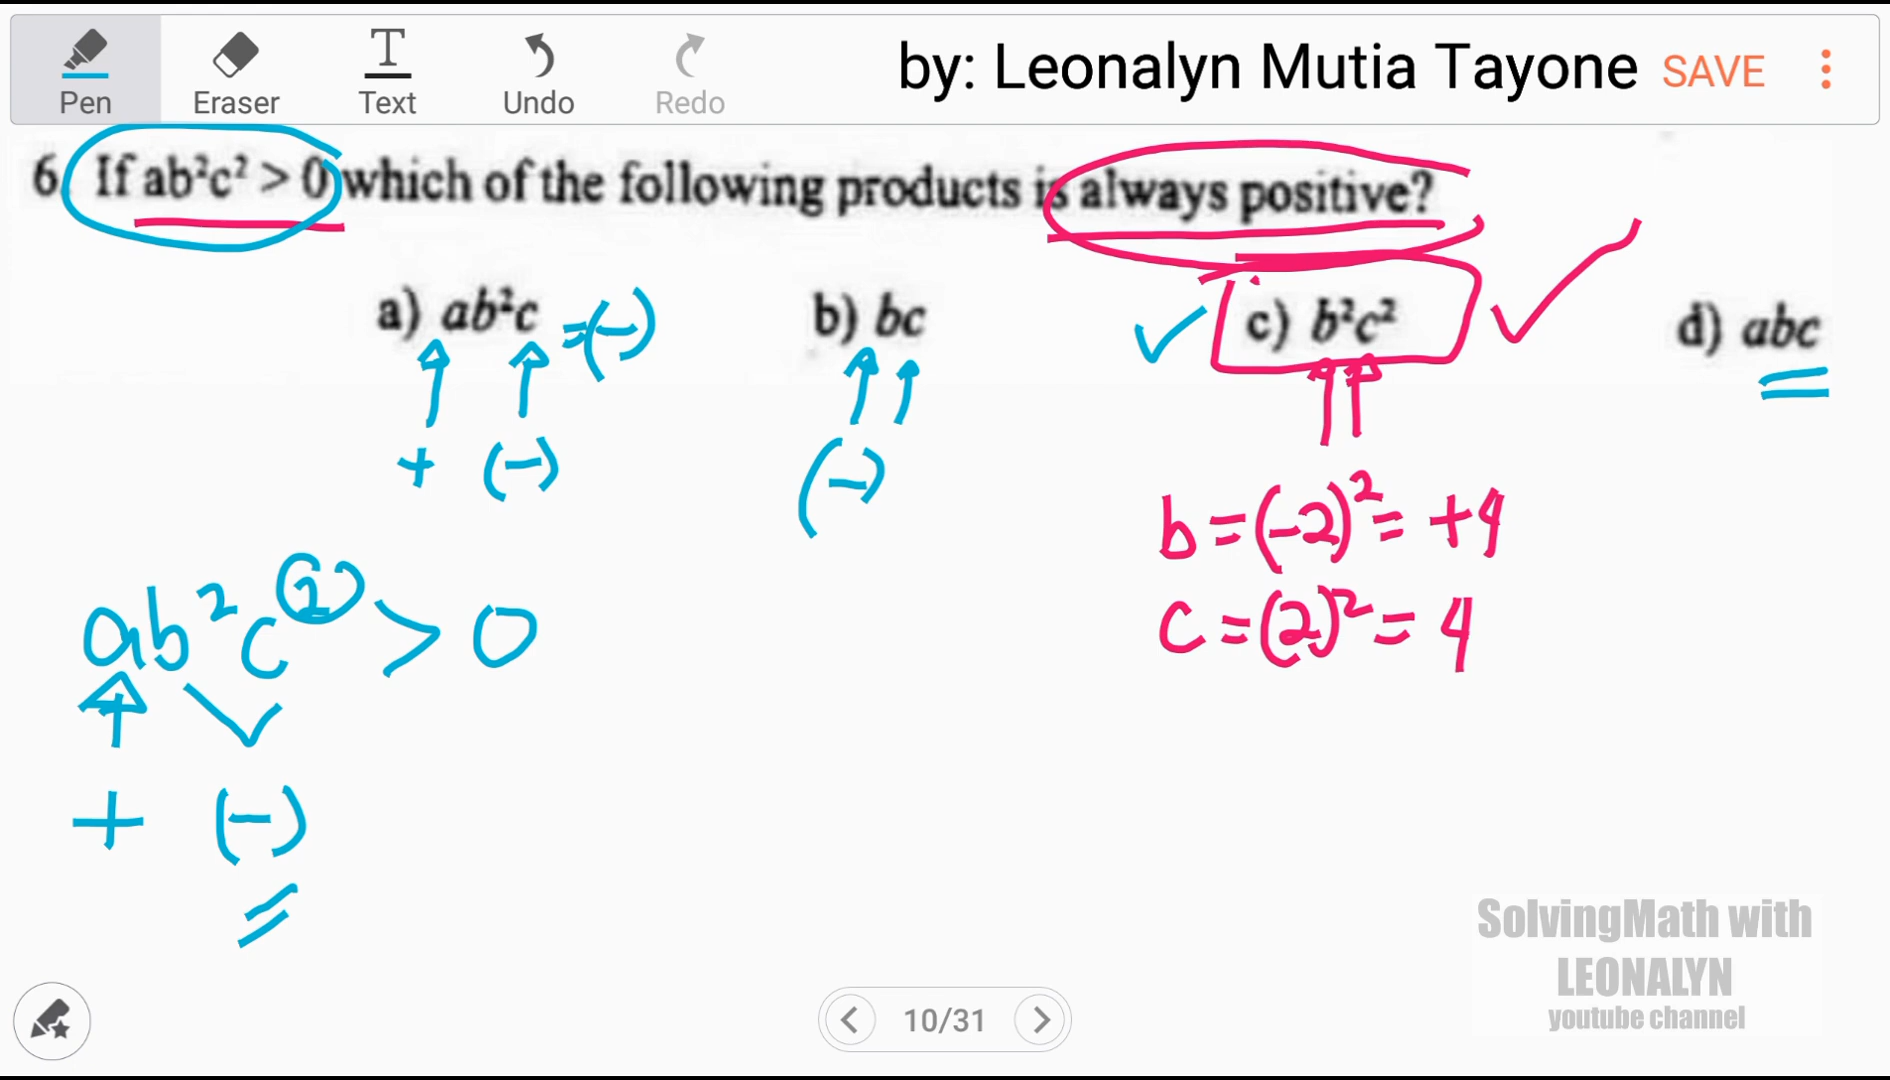 Pen
Eraser
Text
Undo
Redo
by: Leonalyn Mutia Tayone
SAVE
6. If ab²c² > 0 which of the following products is always positive?
a) ab²c = (-)
b) bc
c) b²c²
d) abc
+ (-)
(-)
b = (-2)² = +4
c = (2)² = 4
ab²c² > 0
+ (-)
SolvingMath with
LEONALYN
youtube channel
10/31